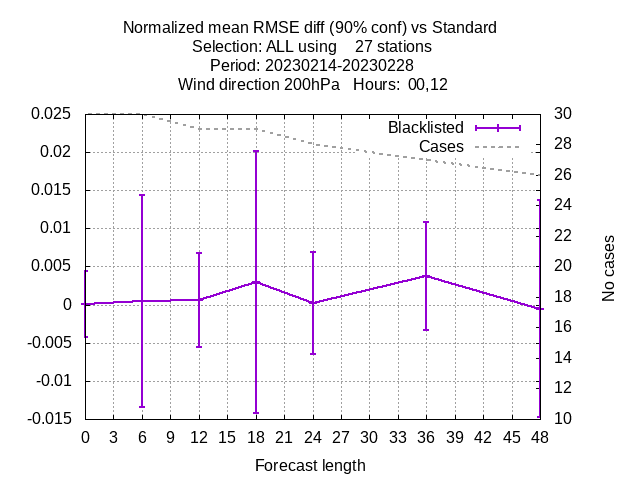 Normalized mean RMSE diff (90% conf) vs Standard
Selection: ALL using    27 stations
Period: 20230214-20230228
Wind direction 200hPa   Hours:  00,12
0.025
0.02
0.015
0.01
0.005
0
-0.005
-0.01
-0.015
Blacklisted
Cases
30
28
26
24
22
20
18
16
14
12
10
No cases
0 3 6 9 12 15 18 21 24 27 30 33 36 39 42 45 48
Forecast length